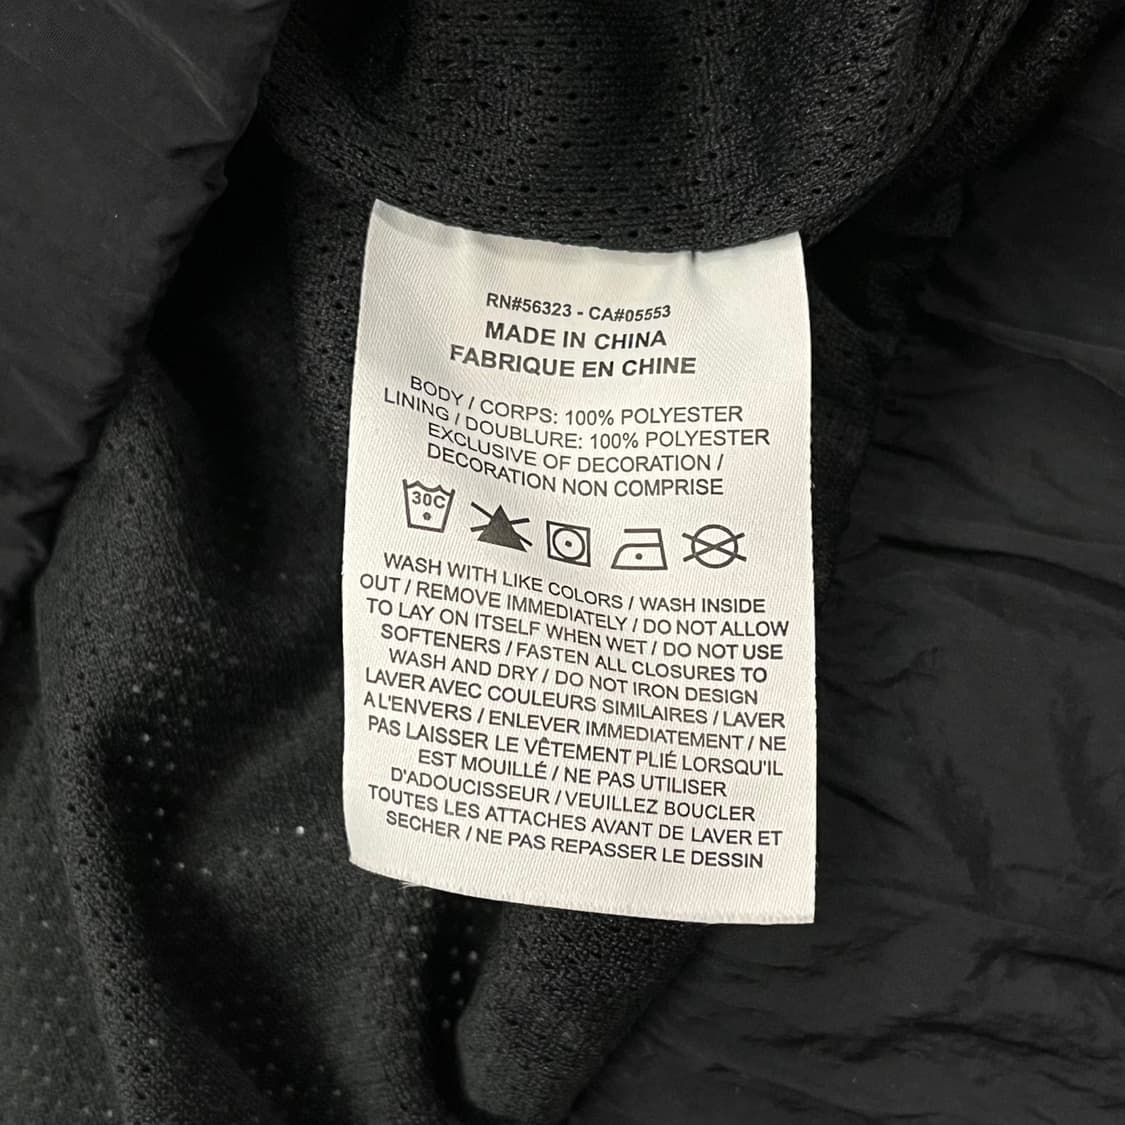 RN#56323 - CA#05553
MADE IN CHINA
FABRIQUE EN CHINE
BODY / CORPS: 100% POLYESTER
LINING / DOUBLURE: 100% POLYESTER
EXCLUSIVE OF DECORATION /
DECORATION NON COMPRISE
30C
WASH WITH LIKE COLORS / WASH INSIDE
OUT / REMOVE IMMEDIATELY / DO NOT ALLOW
TO LAY ON ITSELF WHEN WET / DO NOT USE
SOFTENERS / FASTEN ALL CLOSURES TO
WASH AND DRY / DO NOT IRON DESIGN
LAVER AVEC COULEURS SIMILAIRES / LAVER
A L'ENVERS / ENLEVER IMMEDIATEMENT / NE
PAS LAISSER LE VÊTEMENT PLIÉ LORSQU'IL
EST MOUILLÉ / NE PAS UTILISER
D'ADOUCISSEUR / VEUILLEZ BOUCLER
TOUTES LES ATTACHES AVANT DE LAVER ET
SECHER / NE PAS REPASSER LE DESSIN